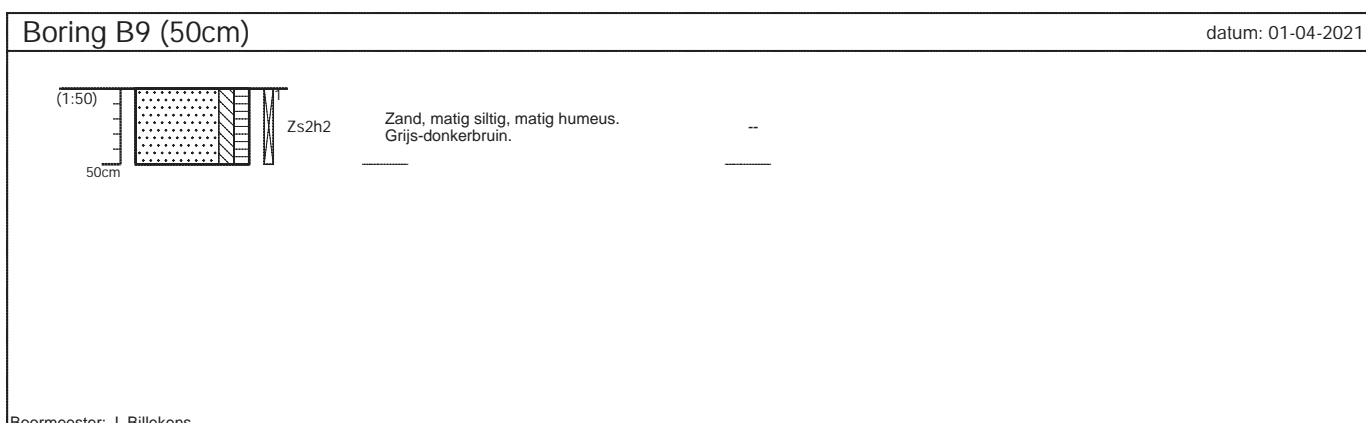 Boring B9 (50cm)
datum: 01-04-2021
(1:50)
1
Zs2h2
Zand, matig siltig, matig humeus.
Grijs-donkerbruin.
--
50cm
Boormeester: J. Billekens